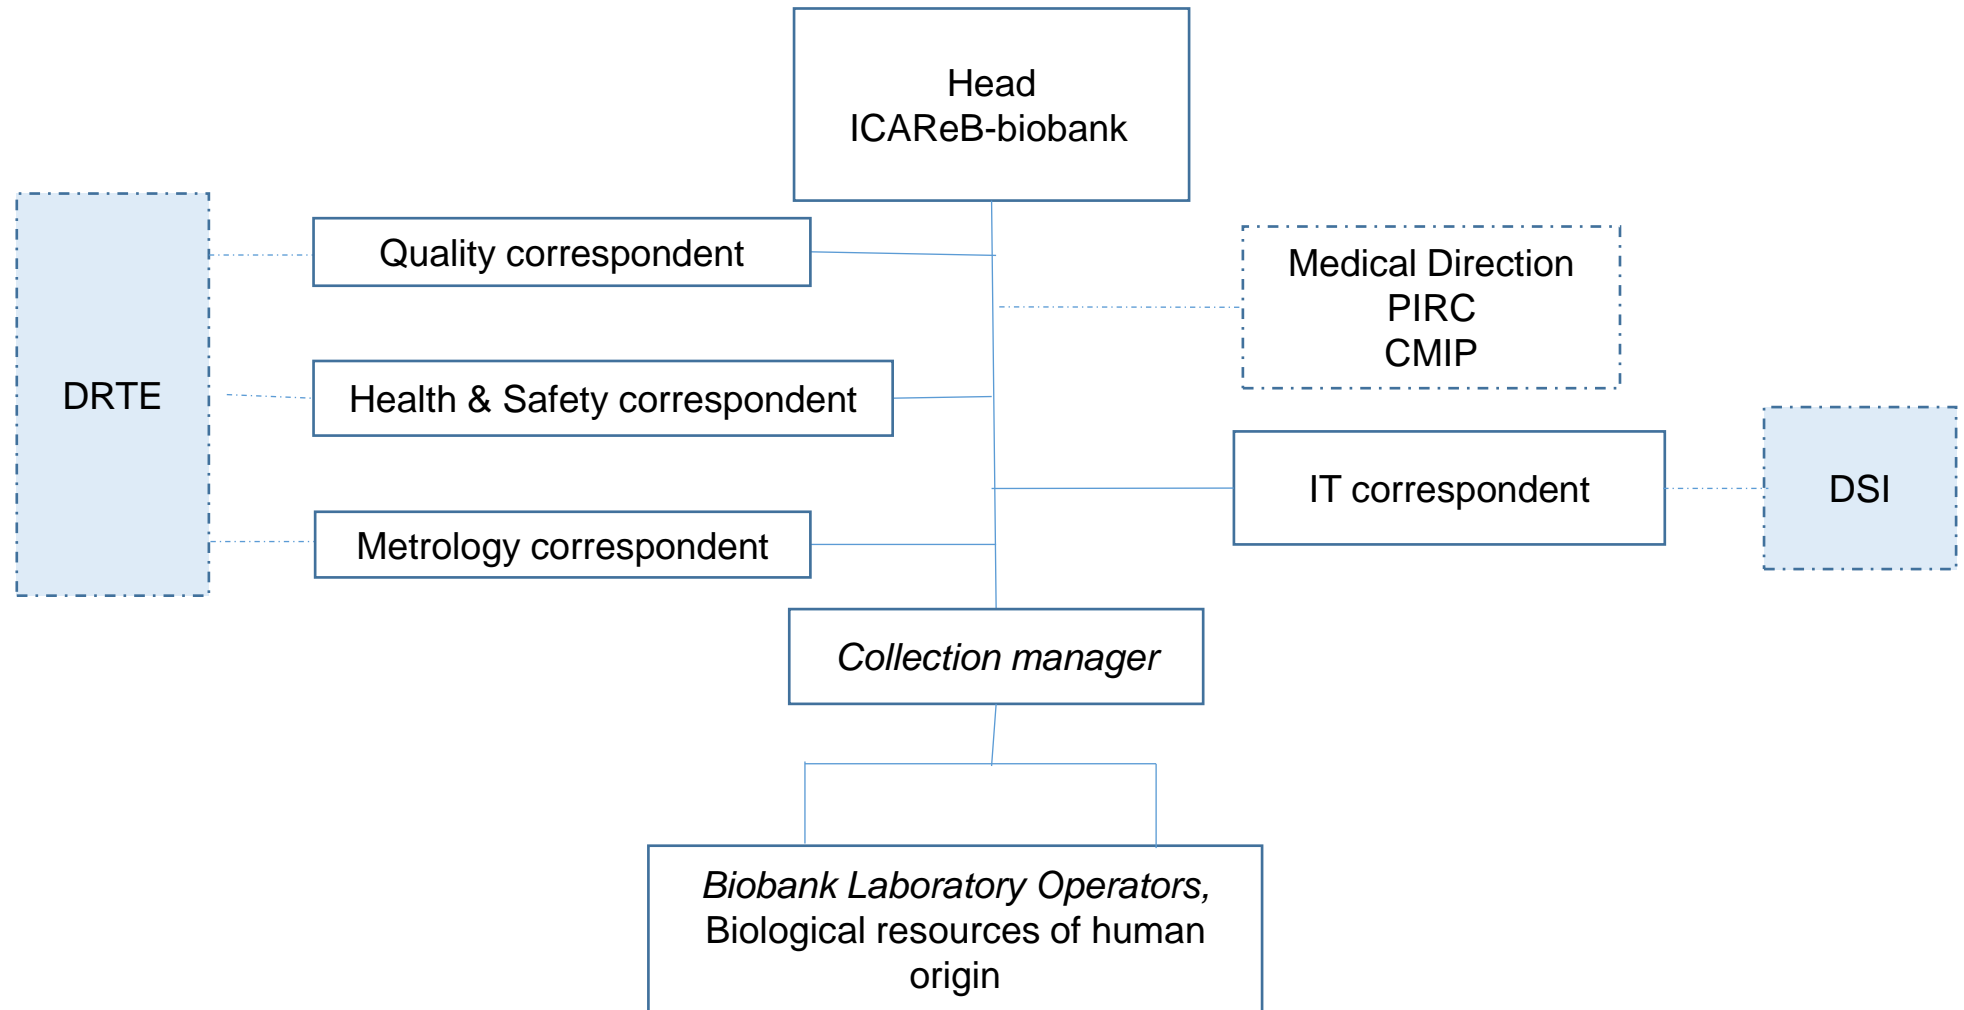 Head
ICAReB-biobank
Quality correspondent
Medical Direction
PIRC
CMIP
DRTE
Health & Safety correspondent
IT correspondent
DSI
Metrology correspondent
Collection manager
Biobank Laboratory Operators,
Biological resources of human
origin